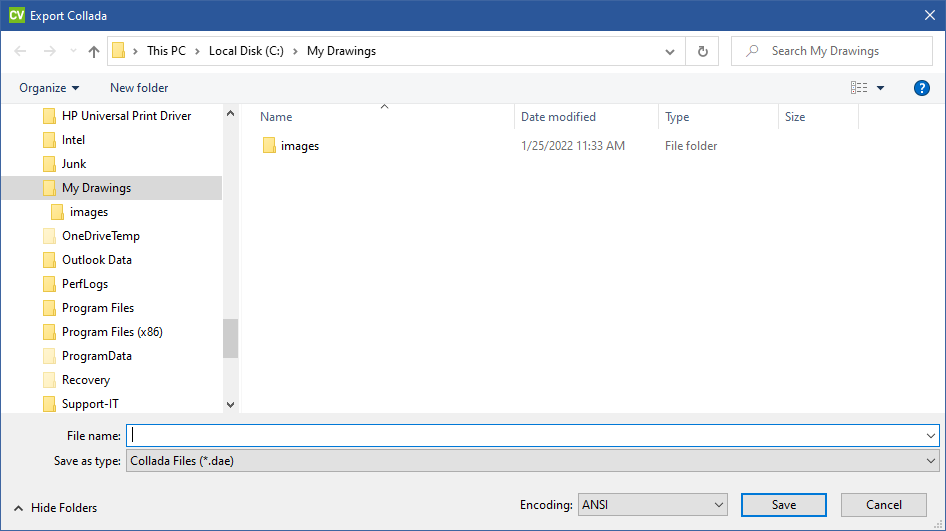 CV Export Collada
This PC > Local Disk (C:) > My Drawings
Search My Drawings
Organize
New folder
?
HP Universal Print Driver
Intel
Junk
My Drawings
images
OneDriveTemp
Outlook Data
PerfLogs
Program Files
Program Files (x86)
ProgramData
Recovery
Support-IT
Name Date modified Type Size
images 1/25/2022 11:33 AM File folder
File name:
Save as type: Collada Files (*.dae)
Hide Folders
Encoding: ANSI
Save
Cancel